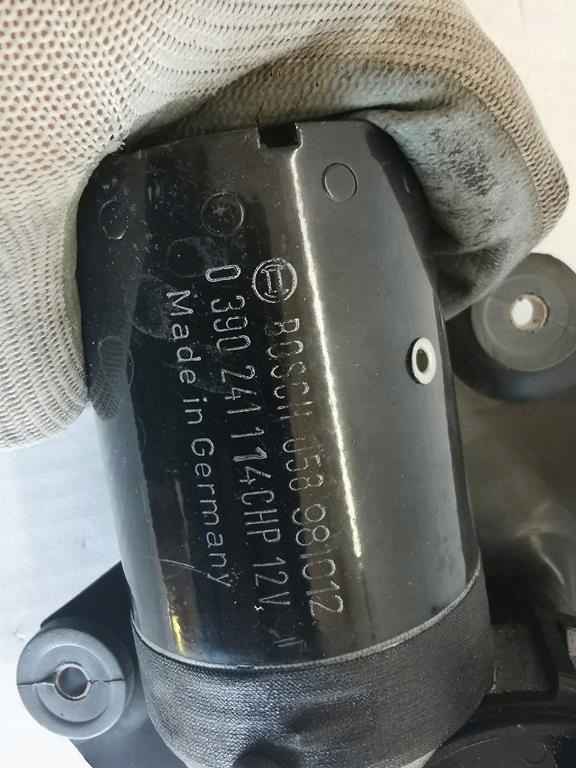 BOSCH 058 981012
0 390 241 114CHP 12V
Made in Germany